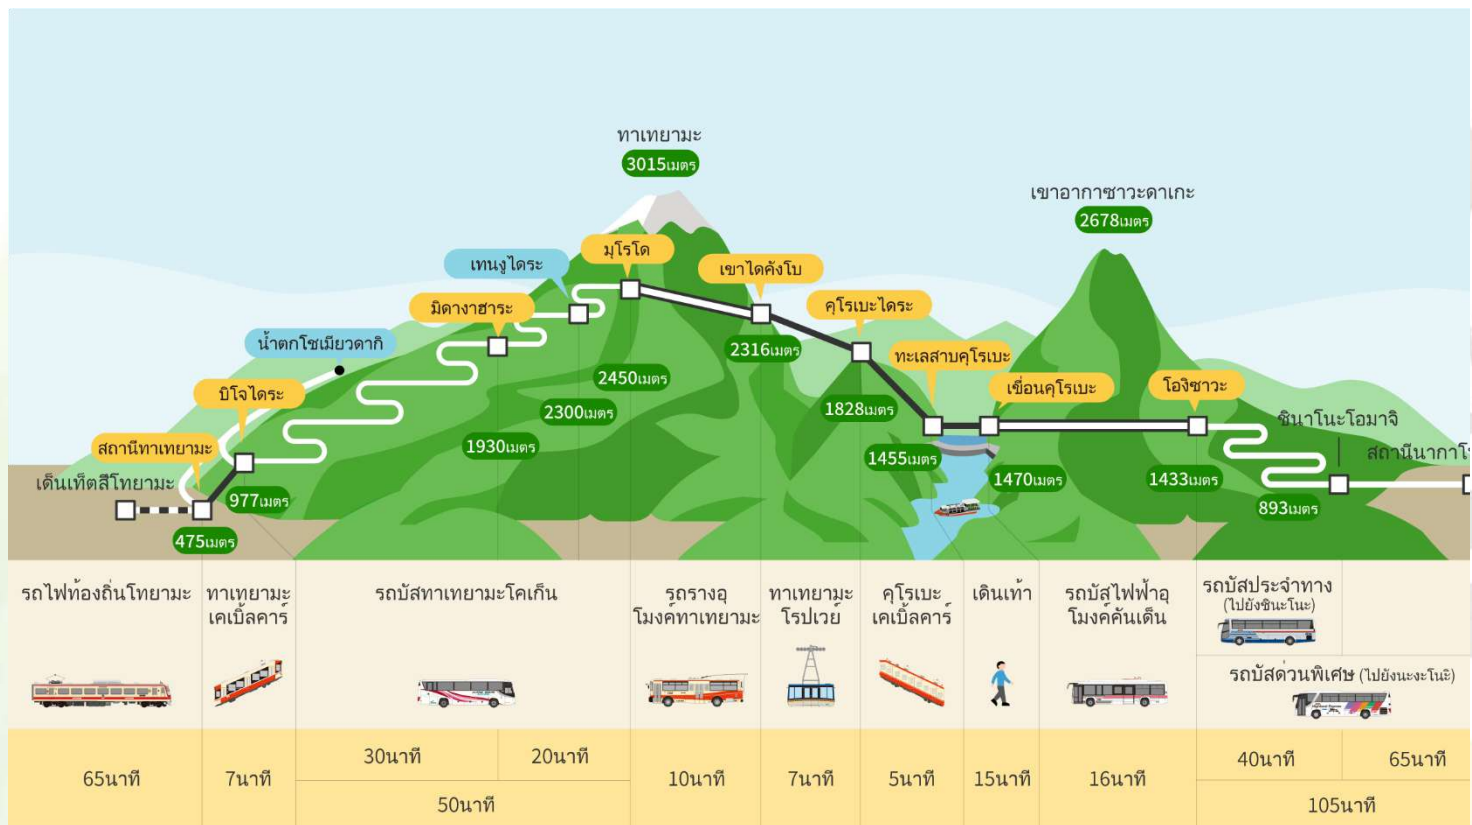 ทาเทยามะ
3015เมตร
เขาอากาซาวะดาเกะ
2678เมตร
มุโรโด
เทนงูไดระ
เขาไดคังโบ
มิดางาฮาระ
คุโรเบะไดระ
น้ำตกโชเมียวดากิ
ทะเลสาบคุโรเบะ
2316เมตร
บิโจไดระ
2450เมตร
เขื่อนคุโรเบะ
โองิซาวะ
2300เมตร
1828เมตร
ชินาโนะโอมาจิ
สถานีทาเทยามะ
1930เมตร
1455เมตร
สถานีนากาโ
เด็นเท็ตสึโทยามะ
977เมตร
1470เมตร
1433เมตร
893เมตร
475เมตร
รถไฟท้องถิ่นโทยามะ
ทาเทยามะ
เคเบิ้ลคาร์
รถบัสทาเทยามะโคเก็น
รถรางอุ
โมงค์ทาเทยามะ
ทาเทยามะ
โรปเวย์
คุโรเบะ
เคเบิ้ลคาร์
เดินเท้า
รถบัสไฟฟ้าอุ
โมงค์คันเด็น
รถบัสประจำทาง
(ไปยังชินะโนะ)
รถบัสด่วนพิเศษ (ไปยังนะงะโนะ)
65นาที
7นาที
30นาที
20นาที
50นาที
10นาที
7นาที
5นาที
15นาที
16นาที
40นาที
65นาที
105นาที